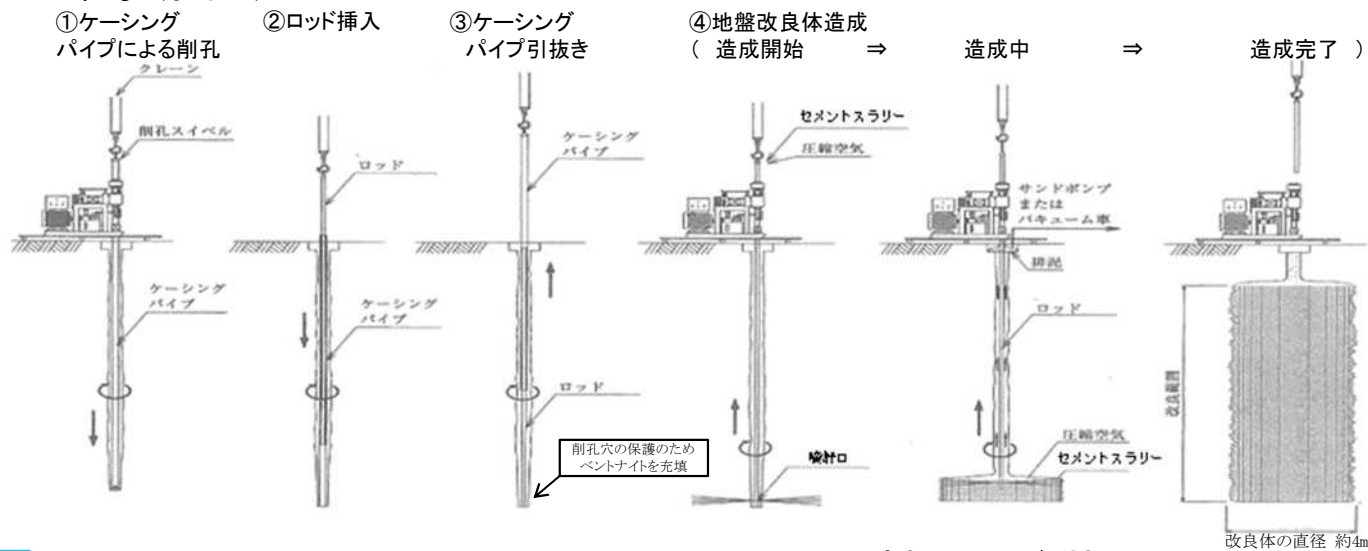 ①ケーシング
パイプによる削孔
②ロッド挿入
③ケーシング
パイプ引抜き
④地盤改良体造成
( 造成開始 ⇒ 造成中 ⇒ 造成完了 )
クレーン
削孔スイベル
ケーシング
パイプ
ロッド
ケーシング
パイプ
ケーシング
パイプ
ロッド
削孔穴の保護のため
ベントナイトを充填
セメントスラリー
圧縮空気
噴射口
サンドポンプ
または
バキューム車
排泥
ロッド
圧縮空気
セメントスラリー
改良範囲
改良体の直径 約4m